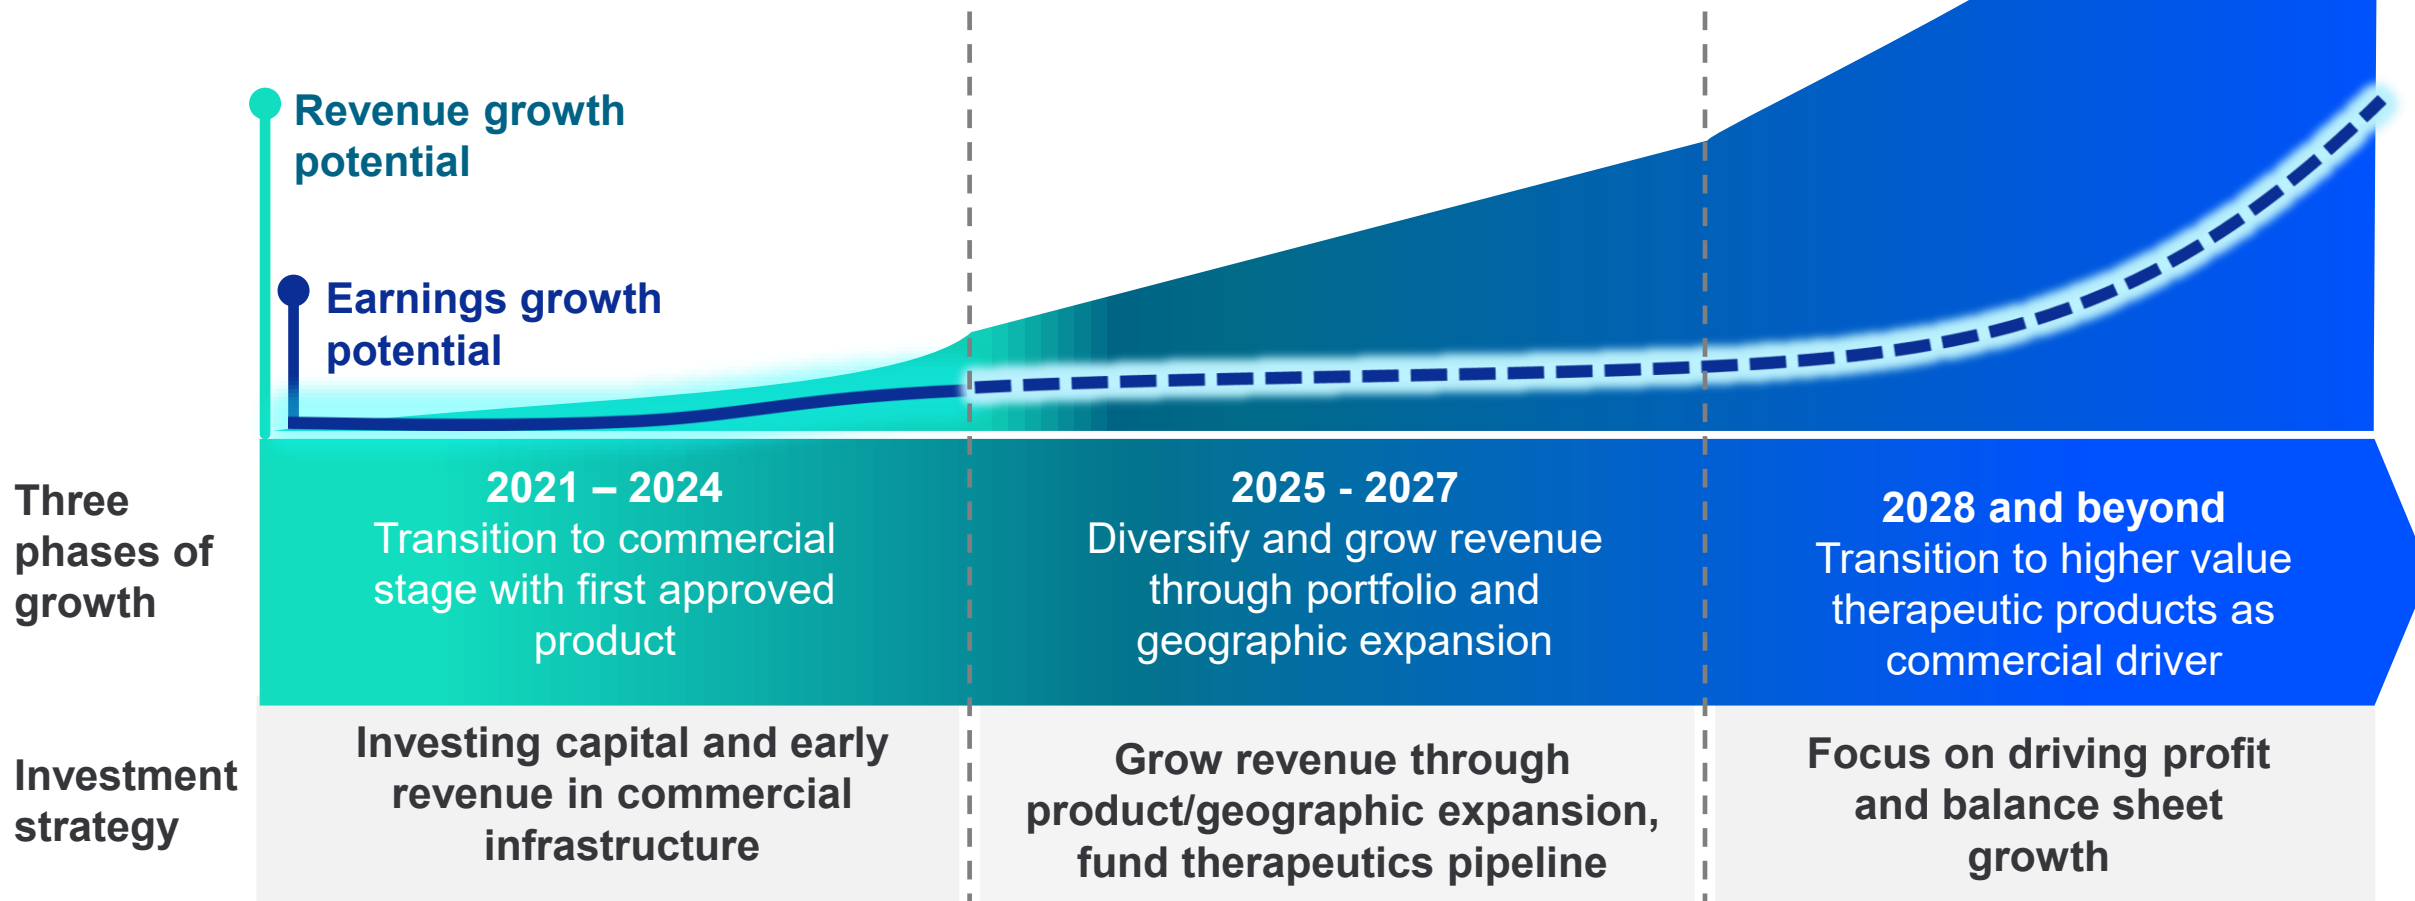 Revenue growth
potential
Earnings growth
potential
Three
phases of
growth
2021 – 2024
Transition to commercial
stage with first approved
product
2025 - 2027
Diversify and grow revenue
through portfolio and
geographic expansion
2028 and beyond
Transition to higher value
therapeutic products as
commercial driver
Investment
strategy
Investing capital and early
revenue in commercial
infrastructure
Grow revenue through
product/geographic expansion,
fund therapeutics pipeline
Focus on driving profit
and balance sheet
growth